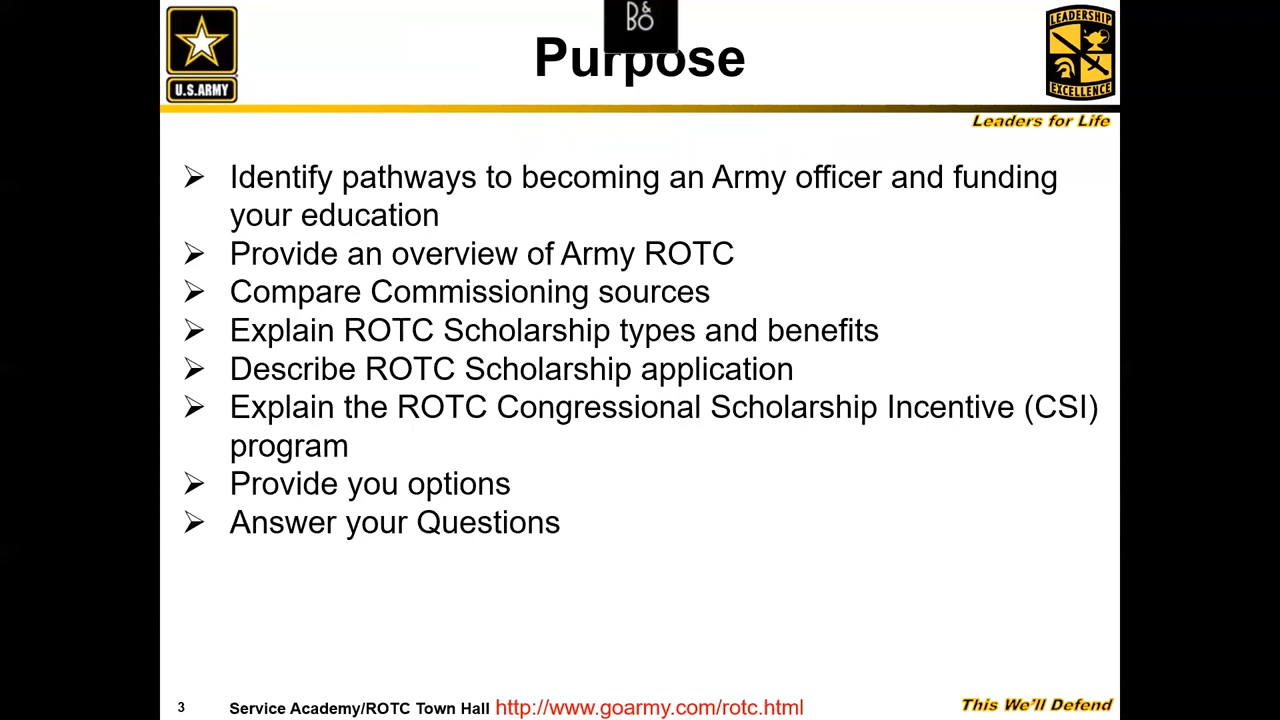 B&
BO
Purpose
U.S.ARMY
LEADERSHIP
EXCELLENCE
Leaders for Life
➢ Identify pathways to becoming an Army officer and funding
your education
➢ Provide an overview of Army ROTC
➢ Compare Commissioning sources
➢ Explain ROTC Scholarship types and benefits
➢ Describe ROTC Scholarship application
➢ Explain the ROTC Congressional Scholarship Incentive (CSI)
program
➢ Provide you options
➢ Answer your Questions
3 Service Academy/ROTC Town Hall http://www.goarmy.com/rotc.html
This We'll Defend